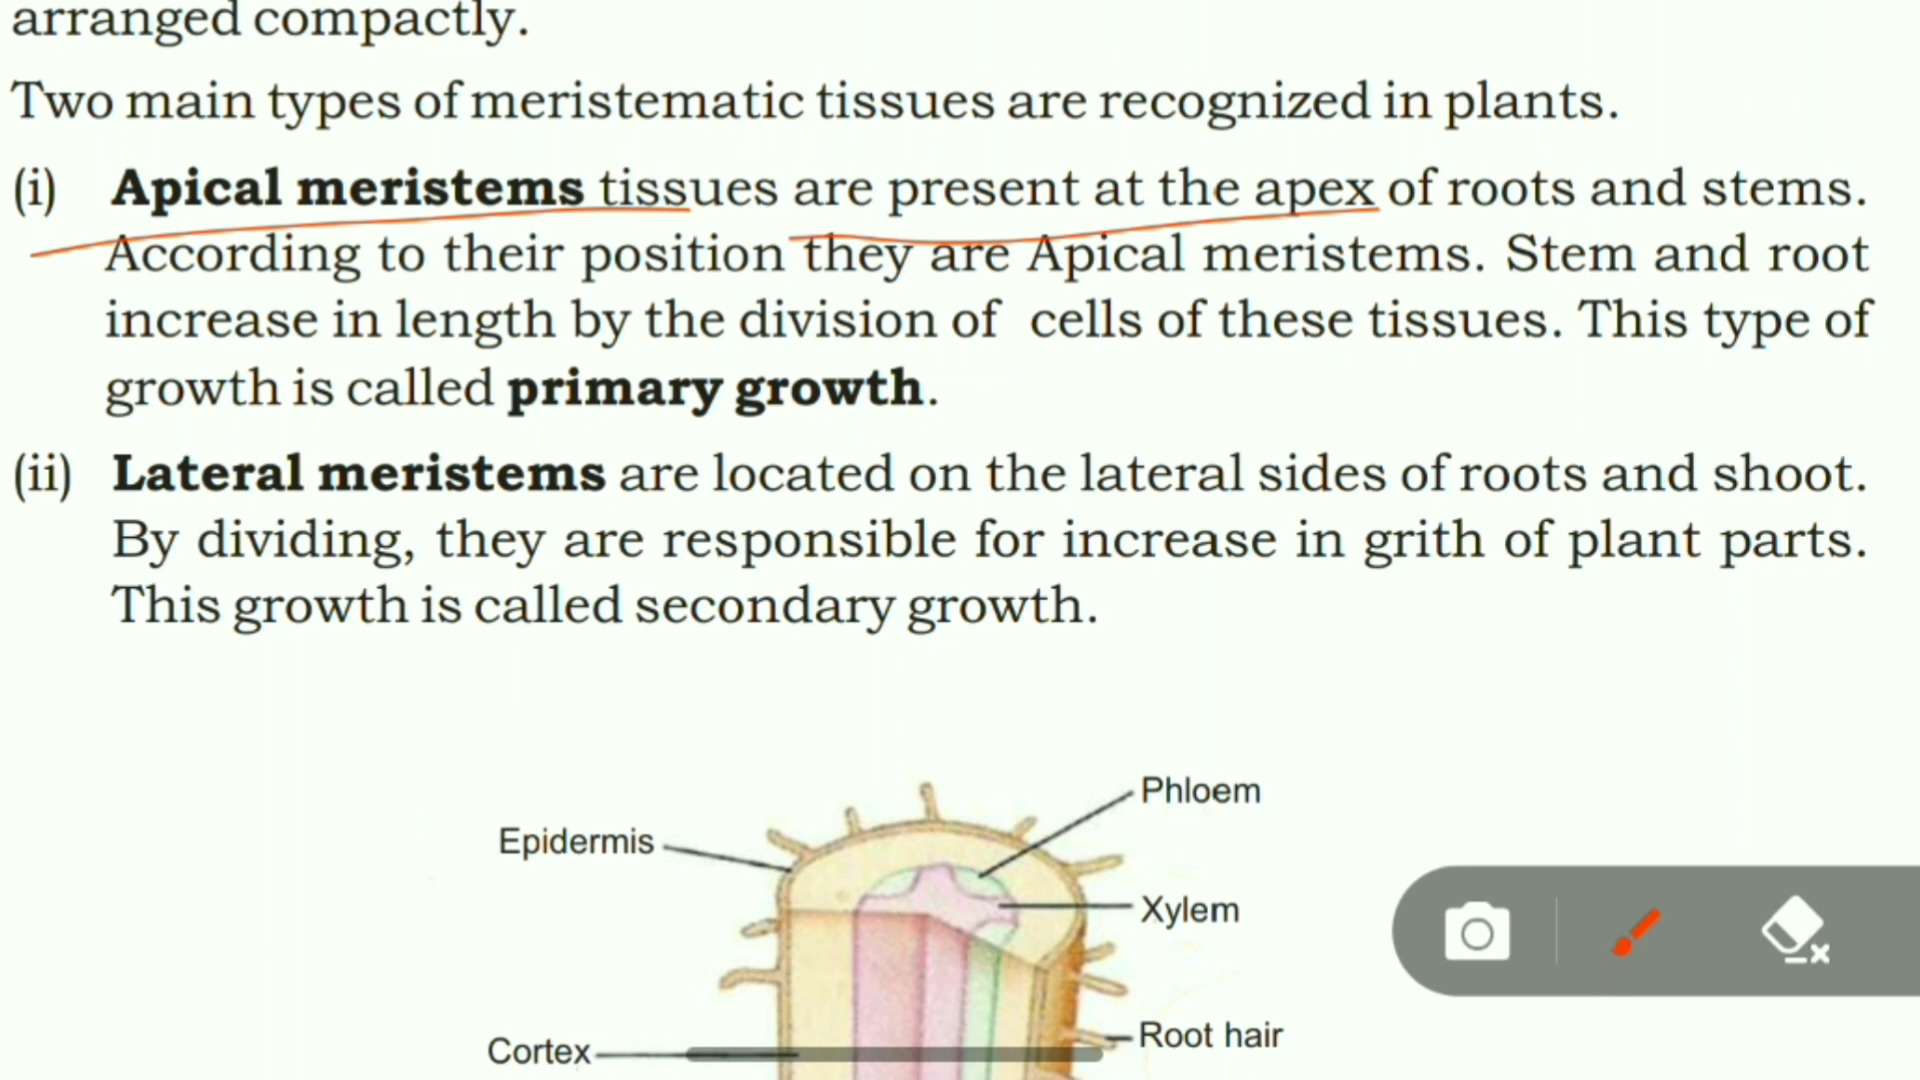 arranged compactly.
Two main types of meristematic tissues are recognized in plants.
(i) Apical meristems tissues are present at the apex of roots and stems.
According to their position they are Apical meristems. Stem and root
increase in length by the division of cells of these tissues. This type of
growth is called primary growth.
(ii) Lateral meristems are located on the lateral sides of roots and shoot.
By dividing, they are responsible for increase in grith of plant parts.
This growth is called secondary growth.
Phloem
Epidermis
Xylem
Root hair
Cortex